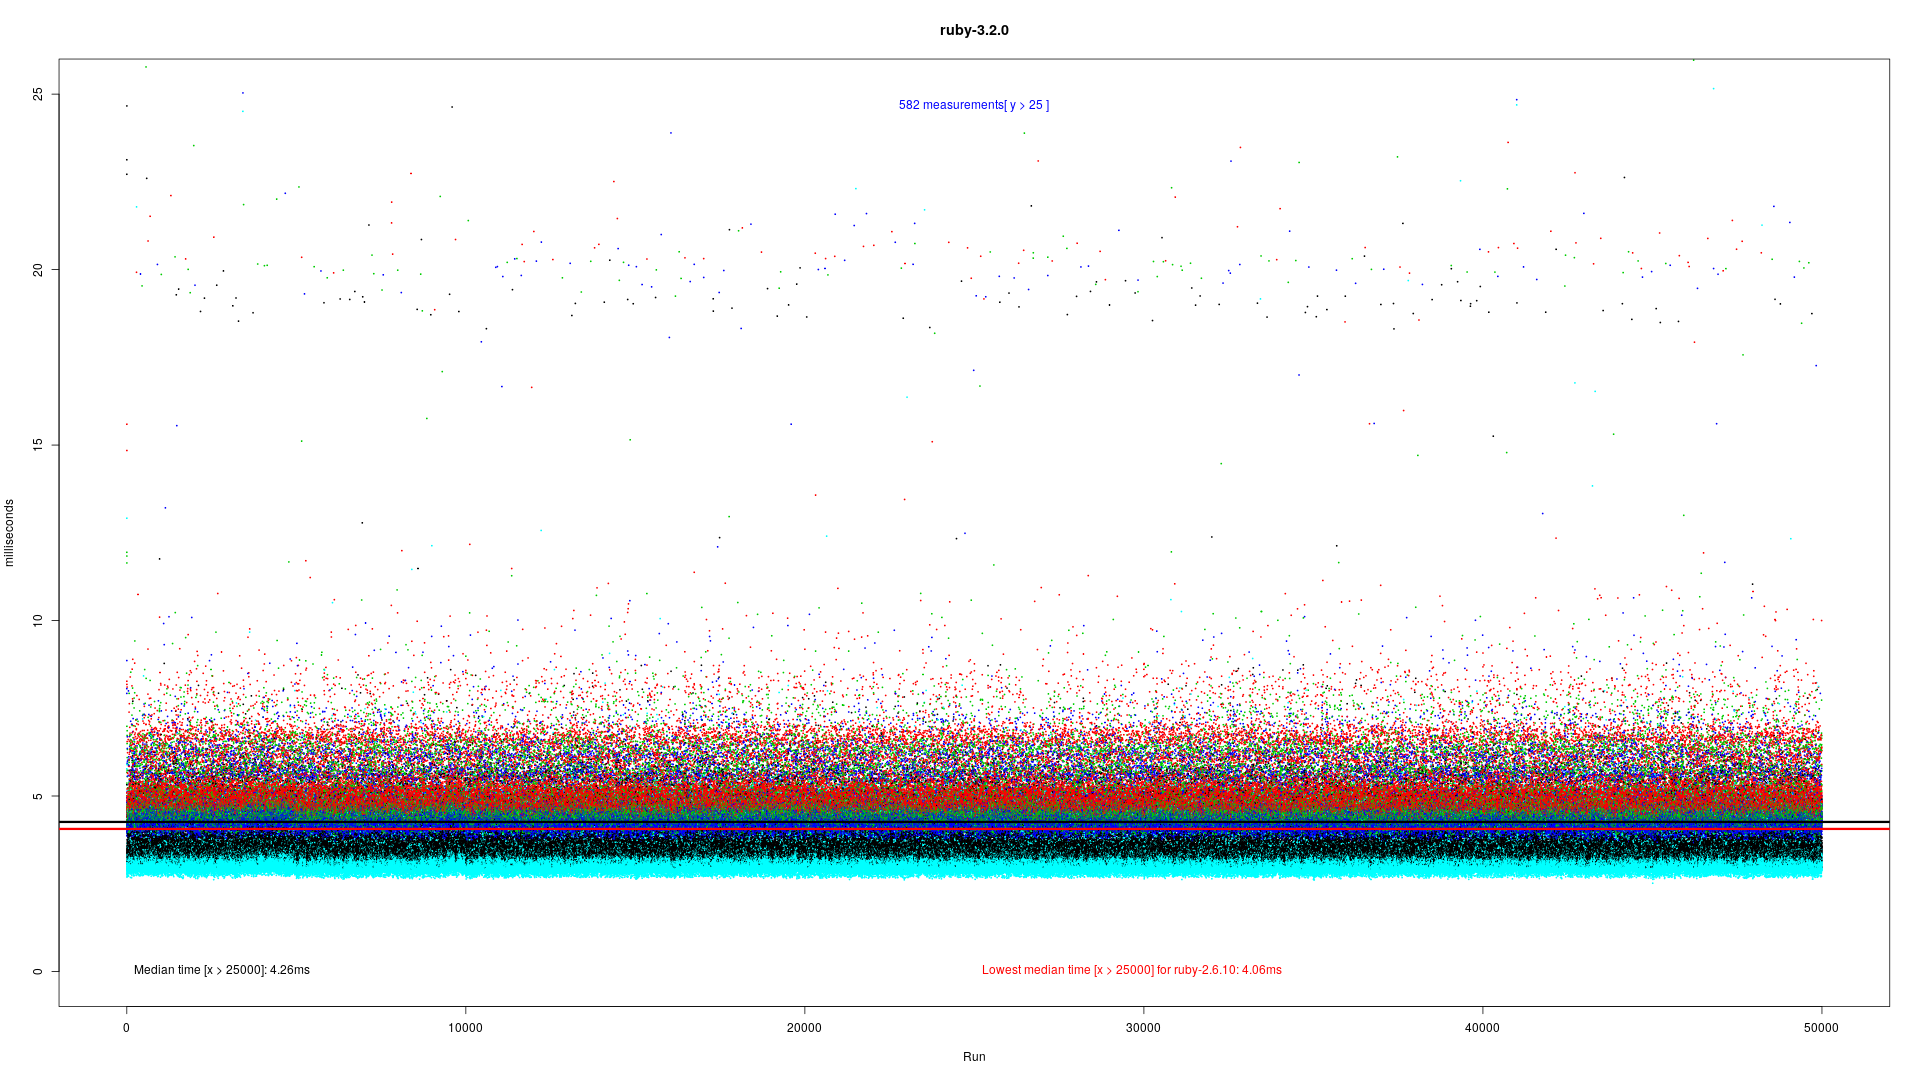 ruby-3.2.0
582 measurements[ y > 25 ]
25
20
15
10
5
0
milliseconds
Median time [x > 25000]: 4.26ms
Lowest median time [x > 25000] for ruby-2.6.10: 4.06ms
0
10000
20000
30000
40000
50000
Run